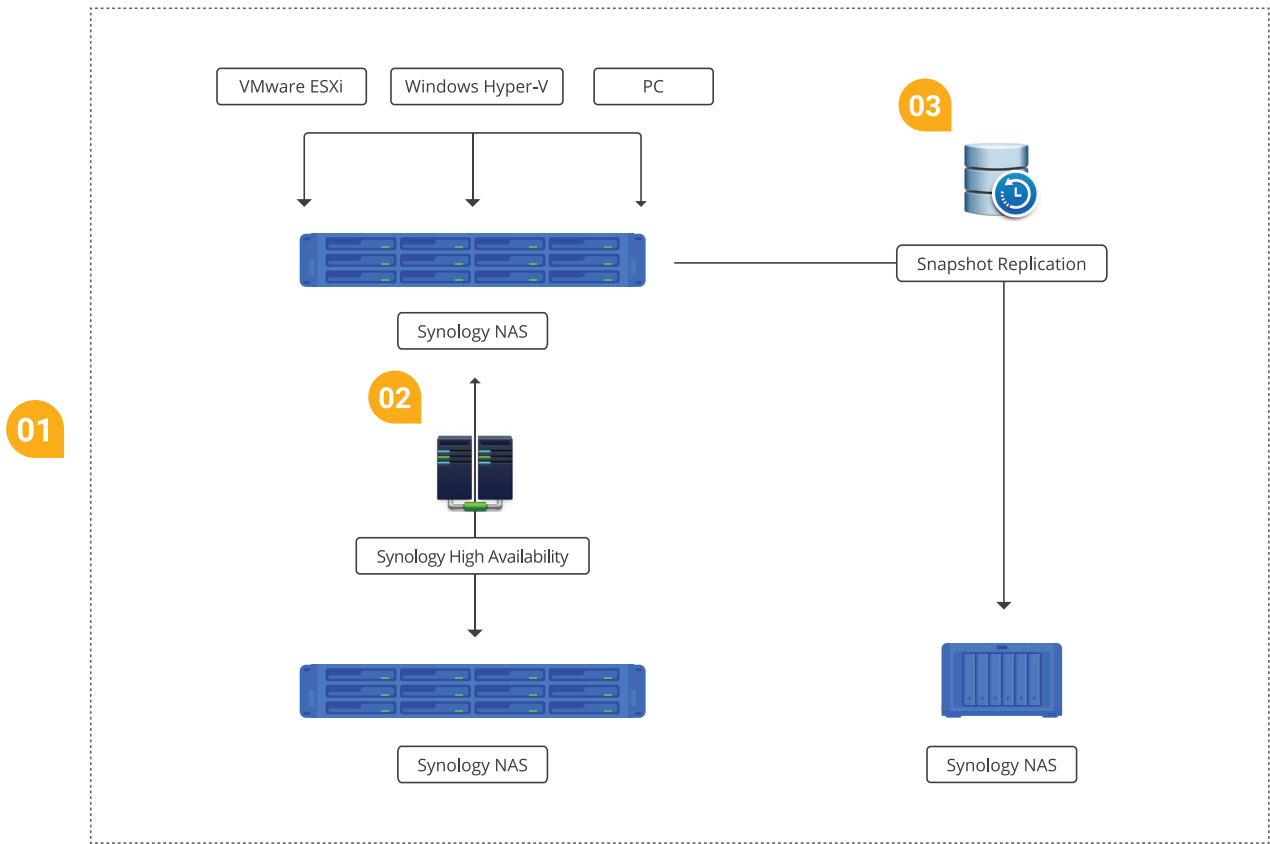 VMware ESXi
Windows Hyper-V
PC
03
Snapshot Replication
Synology NAS
02
01
Synology High Availability
Synology NAS
Synology NAS